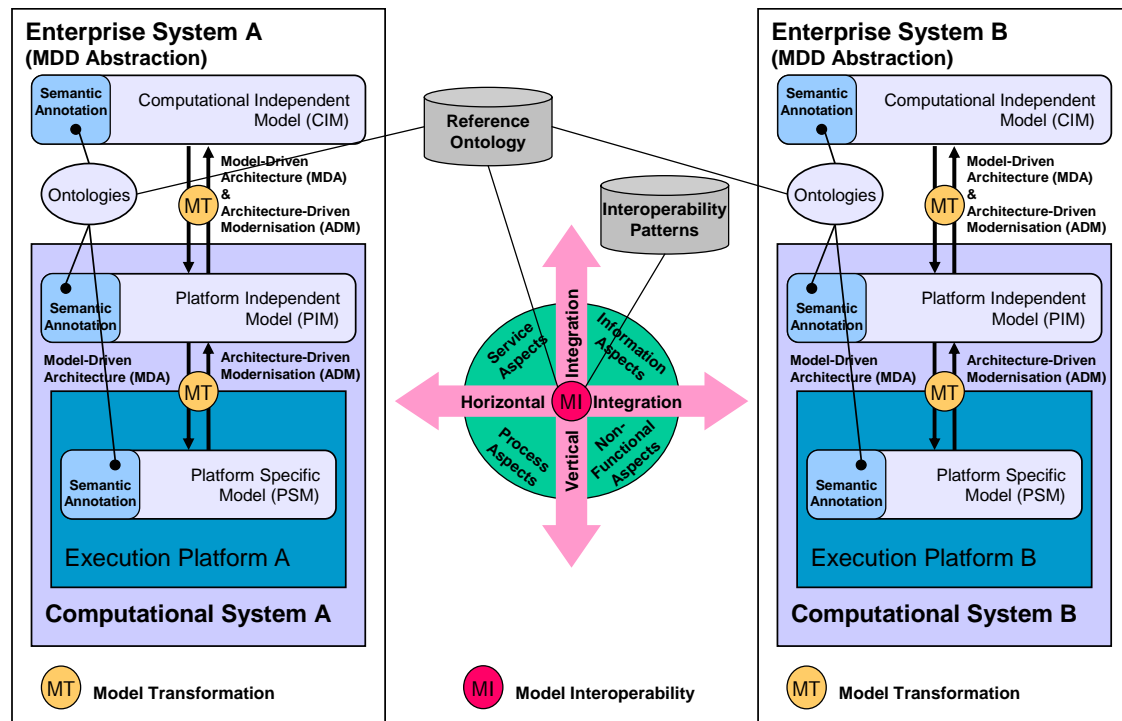 Enterprise System A
(MDD Abstraction)
Semantic
Annotation
Computational Independent
Model (CIM)
Ontologies
MT
Model-Driven
Architecture (MDA)
&
Architecture-Driven
Modernisation (ADM)
Semantic
Annotation
Platform Independent
Model (PIM)
Model-Driven
Architecture (MDA)
MT
Architecture-Driven
Modernisation (ADM)
Semantic
Annotation
Platform Specific
Model (PSM)
Execution Platform A
Computational System A
MT
Model Transformation
Reference
Ontology
Interoperability
Patterns
Service
Aspects
Integration
Information
Aspects
Horizontal
MI
Integration
Process
Aspects
Vertical
Non-
Functional
Aspects
MI
Model Interoperability
Enterprise System B
(MDD Abstraction)
Semantic
Annotation
Computational Independent
Model (CIM)
Ontologies
MT
Model-Driven
Architecture (MDA)
&
Architecture-Driven
Modernisation (ADM)
Semantic
Annotation
Platform Independent
Model (PIM)
Model-Driven
Architecture (MDA)
MT
Architecture-Driven
Modernisation (ADM)
Semantic
Annotation
Platform Specific
Model (PSM)
Execution Platform B
Computational System B
MT
Model Transformation